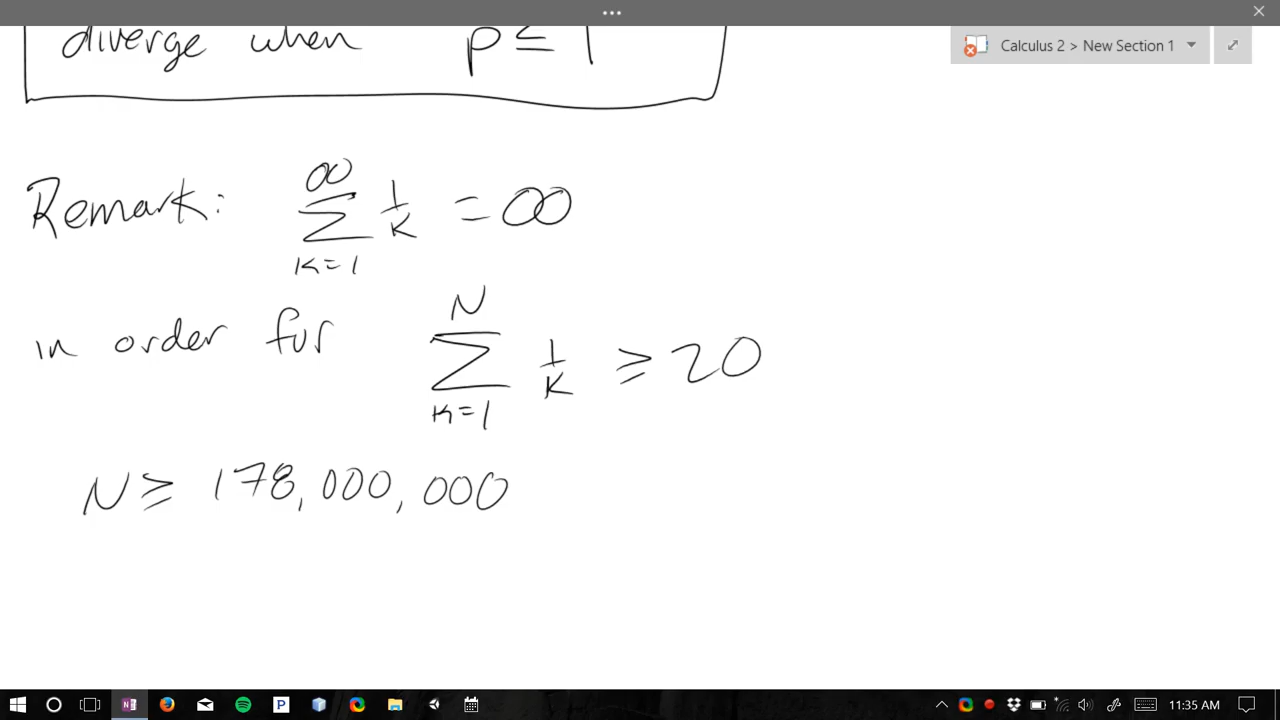 Calculus 2 > New Section 1
diverge when p ≤ 1
Remark: ∞∑k=1 1/k = ∞
in order for N∑k=1 1/k ≥ 20
N ≥ 178,000,000
11:35 AM